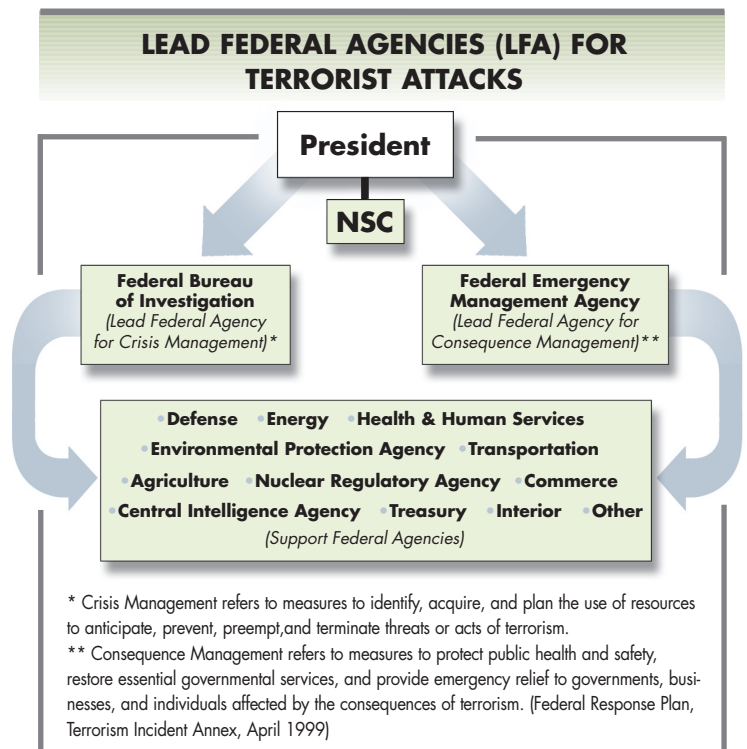 LEAD FEDERAL AGENCIES (LFA) FOR
TERRORIST ATTACKS
President
NSC
Federal Bureau
of Investigation
(Lead Federal Agency
for Crisis Management)*
Federal Emergency
Management Agency
(Lead Federal Agency for
Consequence Management)**
•Defense •Energy •Health & Human Services
•Environmental Protection Agency •Transportation
•Agriculture •Nuclear Regulatory Agency •Commerce
•Central Intelligence Agency •Treasury •Interior •Other
(Support Federal Agencies)
* Crisis Management refers to measures to identify, acquire, and plan the use of resources
to anticipate, prevent, preempt,and terminate threats or acts of terrorism.
** Consequence Management refers to measures to protect public health and safety,
restore essential governmental services, and provide emergency relief to governments, busi-
nesses, and individuals affected by the consequences of terrorism. (Federal Response Plan,
Terrorism Incident Annex, April 1999)